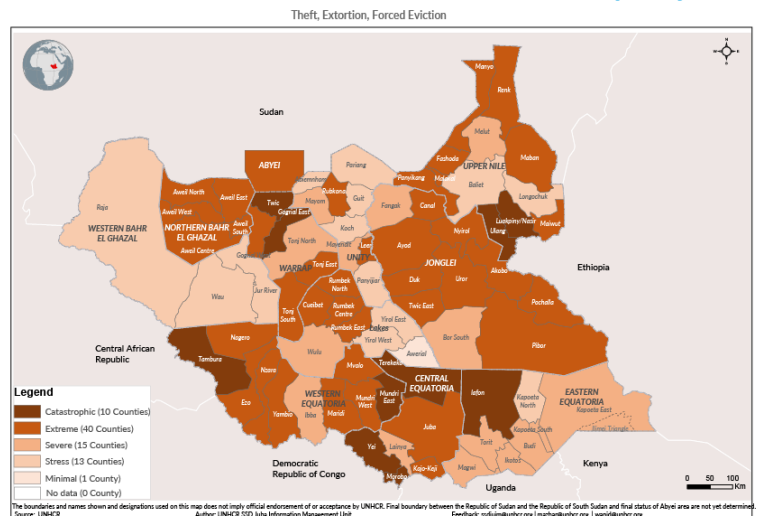 Theft, Extortion, Forced Eviction
Sudan
Manyo
Renk
Melut
Maban
Fashoda
UPPER NILE
Baliet
Panyikang
Longochuk
Luakpiny/Nasir
Maiwut
Ulang
ABYEI
Pariang
Abiemnhom
Rubkona
Mayom
Guit
Koch
Mayendit
Leer
UNITY
Panyijiar
Twic
Gogrial East
Tonj North
WARRAP
Tonj East
Tonj South
Aweil North
Aweil East
Aweil West
Aweil South
NORTHERN BAHR
EL GHAZAL
Aweil Centre
Raja
WESTERN BAHR
EL GHAZAL
Wau
Jur River
Fangak
Canal
Nyirol
Ayod
JONGLEI
Akobo
Duk
Uror
Twic East
Pochalla
Pibor
Bor South
Ethiopia
Rumbek
North
Cueibet
Rumbek
Centre
Rumbek East
Lakes
Yirol East
Yirol West
Awerial
Wulu
Mvolo
Terekeka
Central African
Republic
Tambura
Nagero
Nzara
Ezo
Yambio
WESTERN
EQUATORIA
Ibba
Maridi
Mundri
West
Mundri
East
CENTRAL
EQUATORIA
Juba
Yei
Lainya
Morobo
Kajo-Keji
Lafon
Kapoeta
North
EASTERN
EQUATORIA
Kapoeta East
Kapoeta South
Ilemi Triangle
Torit
Budi
Ikotos
Magwi
Democratic
Republic of Congo
Uganda
Kenya
Legend
Catastrophic (10 Counties)
Extreme (40 Counties)
Severe (15 Counties)
Stress (13 Counties)
Minimal (1 County)
No data (0 County)
0 50 100
Km
The boundaries and names shown and designations used on this map does not imply official endorsement of or acceptance by UNHCR. Final boundary between the Republic of Sudan and the Republic of South Sudan and final status of Abyei area are not yet determined.
Source: UNHCR
Author: UNHCR SSD Juba Information Management Unit